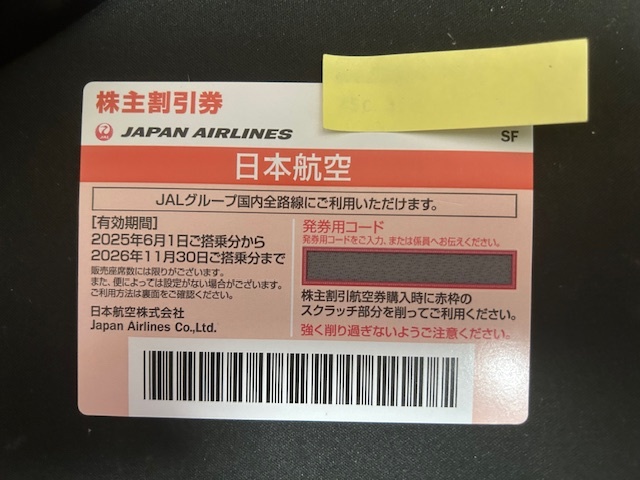 株主割引券
JAL JAPAN AIRLINES
SF
日本航空
JALグループ国内全路線にご利用いただけます。
[有効期間]
2025年6月1日ご搭乗分から
2026年11月30日ご搭乗分まで
販売座席数には限りがございます。
また、便によっては設定がない場合がございます。
ご利用方法は裏面をご確認ください。
日本航空株式会社
Japan Airlines Co.,Ltd.
発券用コード
発券用コードをご入力、または係員へお伝えください。
株主割引航空券購入時に赤枠の
スクラッチ部分を削ってご利用ください。
強く削り過ぎないようご注意ください。